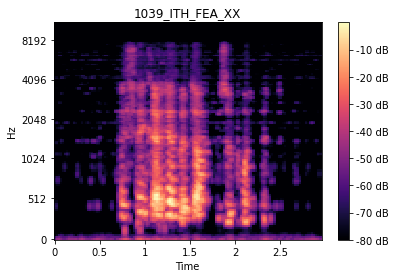 1039_ITH_FEA_XX
8192
4096
2048
1024
512
0
Hz
0 0.5 1 1.5 2 2.5
Time
-10 dB
-20 dB
-30 dB
-40 dB
-50 dB
-60 dB
-70 dB
-80 dB